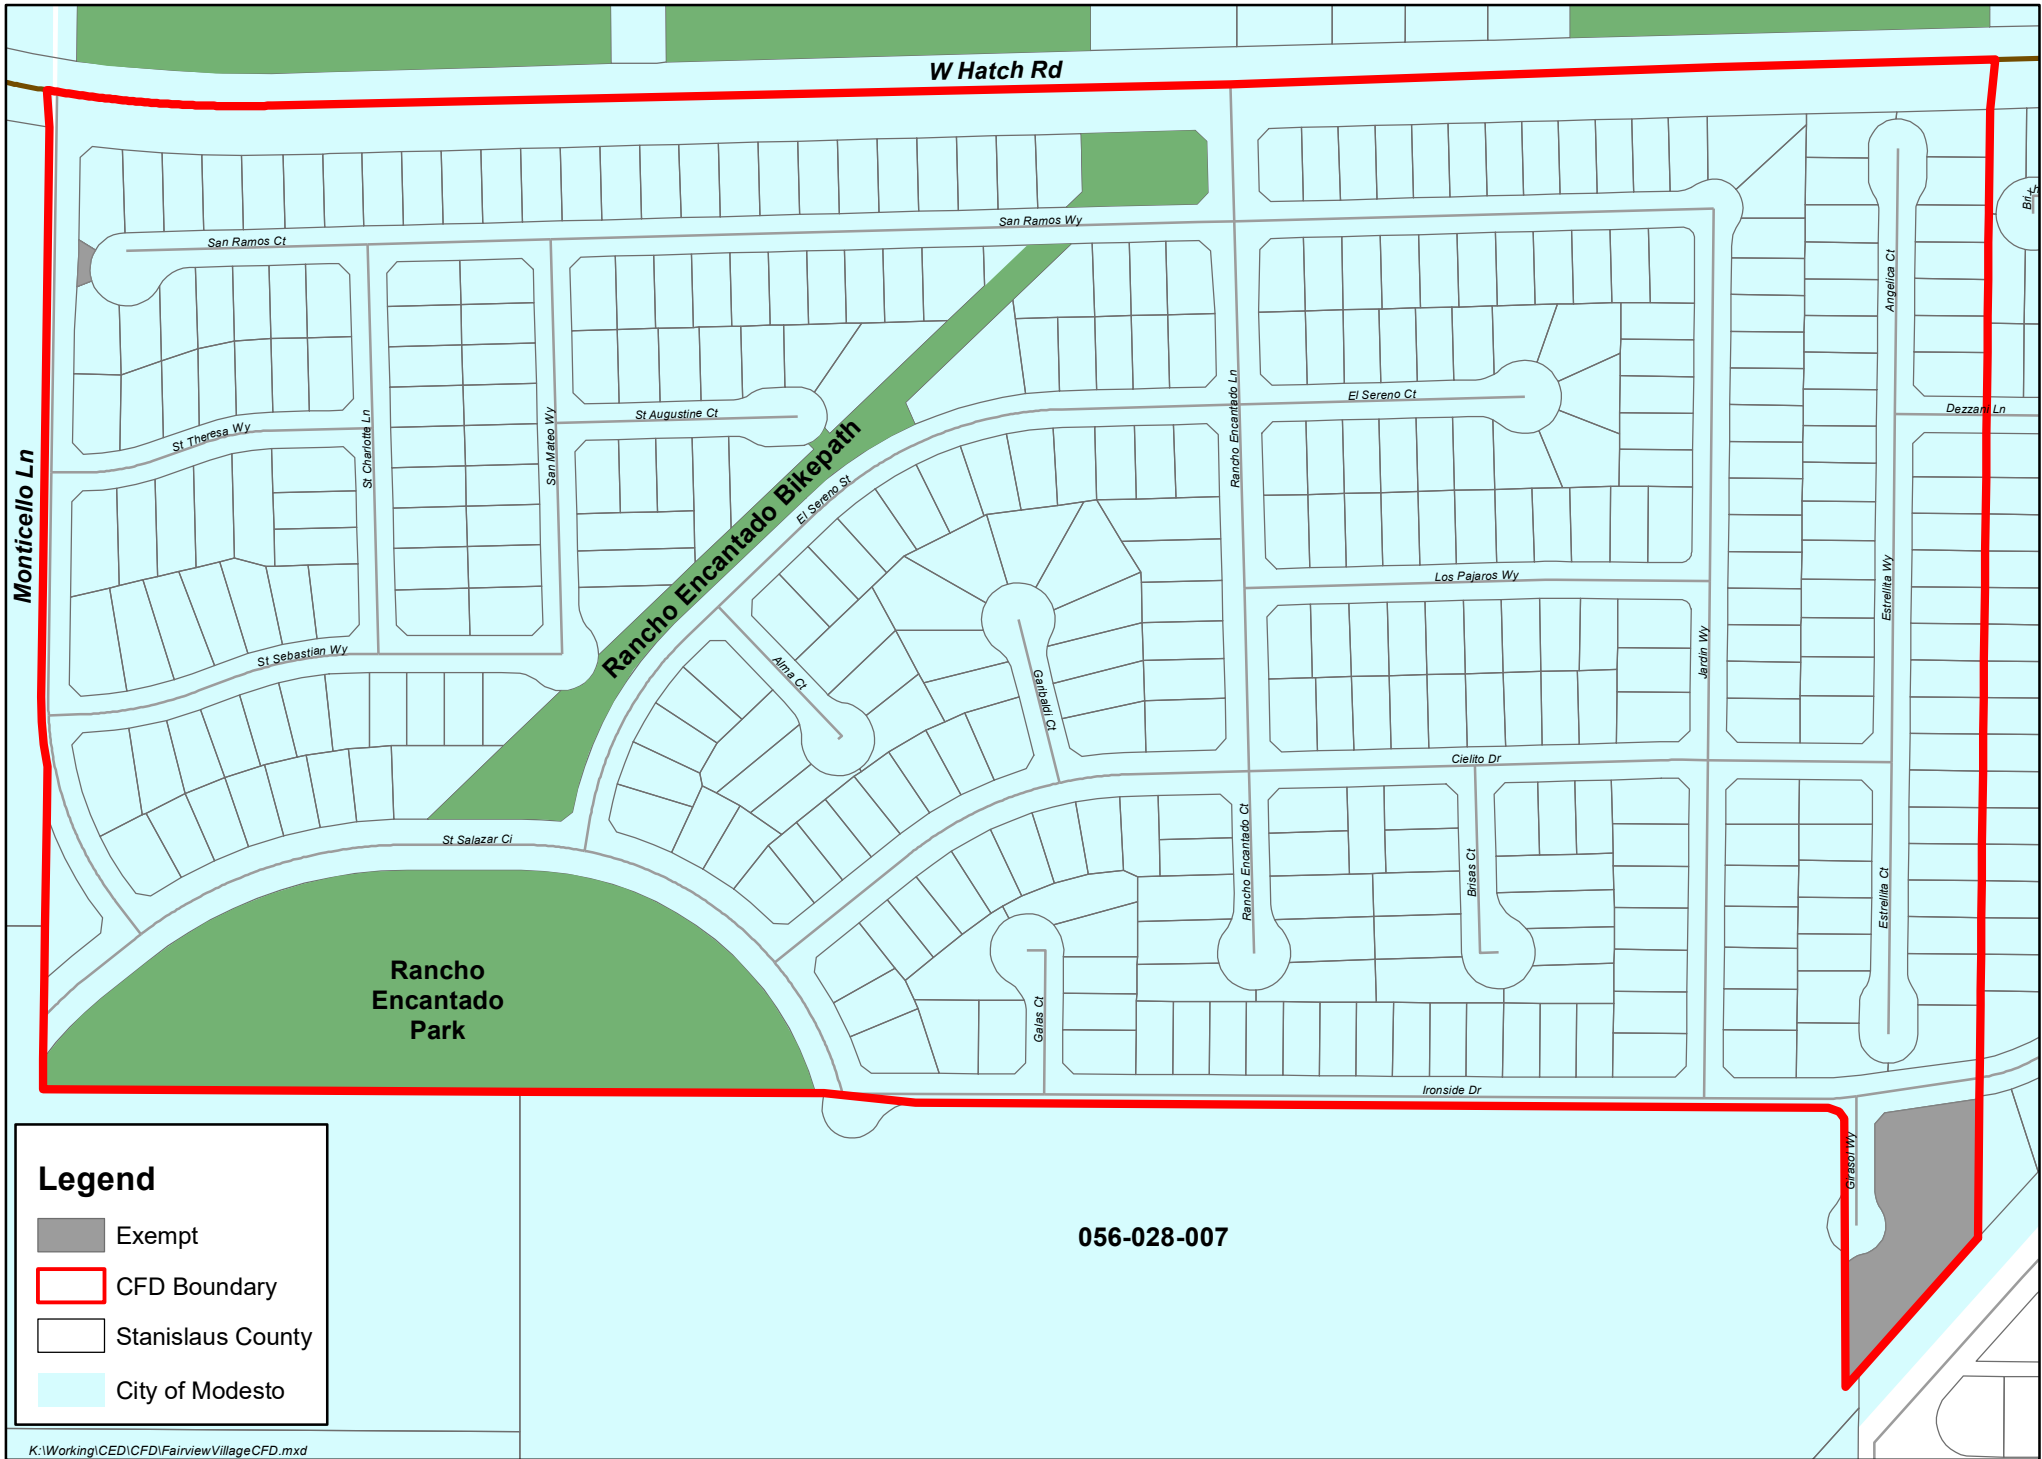 W Hatch Rd
San Ramos Wy
San Ramos Ct
Angelica Ct
Rancho Encantado Ln
El Sereno Ct
Dezzani Ln
St Augustine Ct
St Theresa Wy
St Charlotte Ln
San Mateo Wy
Monticello Ln
Rancho Encantado Bikepath
El Sereno St
Los Pajaros Wy
Estrellita Wy
Jardin Wy
St Sebastian Wy
Alma Ct
Garibaldi Ct
Cielito Dr
St Salazar Ci
Rancho Encantado Ct
Brisas Ct
Estrellita Ct
Rancho
Encantado
Park
Galas Ct
Ironside Dr
Girasol Wy
056-028-007
Legend
Exempt
CFD Boundary
Stanislaus County
City of Modesto
K:\Working\CED\CFD\FairviewVillageCFD.mxd